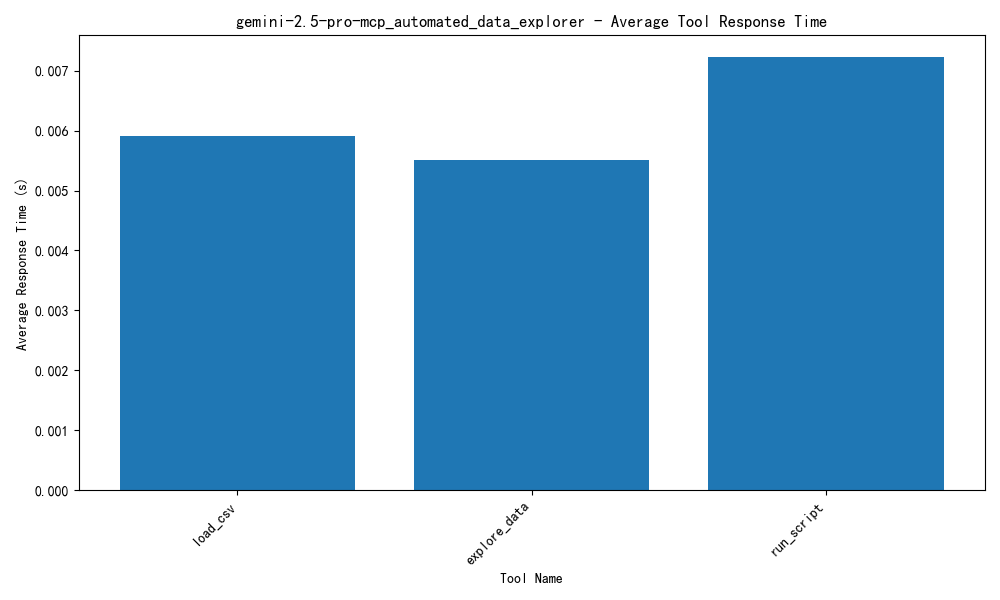 gemini-2.5-pro-mcp_automated_data_explorer - Average Tool Response Time
Average Response Time (s)
0.007
0.006
0.005
0.004
0.003
0.002
0.001
0.000
load_csv
explore_data
run_script
Tool Name